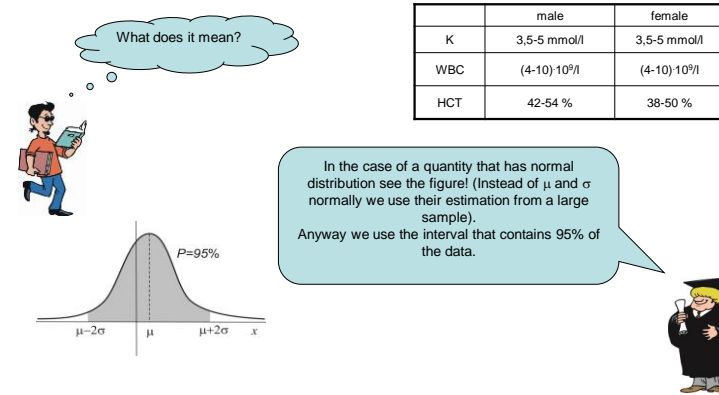 What does it mean?
male female
K 3,5-5 mmol/l 3,5-5 mmol/l
WBC (4-10)·10⁹/l (4-10)·10⁹/l
HCT 42-54 % 38-50 %
In the case of a quantity that has normal
distribution see the figure! (Instead of μ and σ
normally we use their estimation from a large
sample).
Anyway we use the interval that contains 95% of
the data.
P=95%
μ−2σ μ μ+2σ x